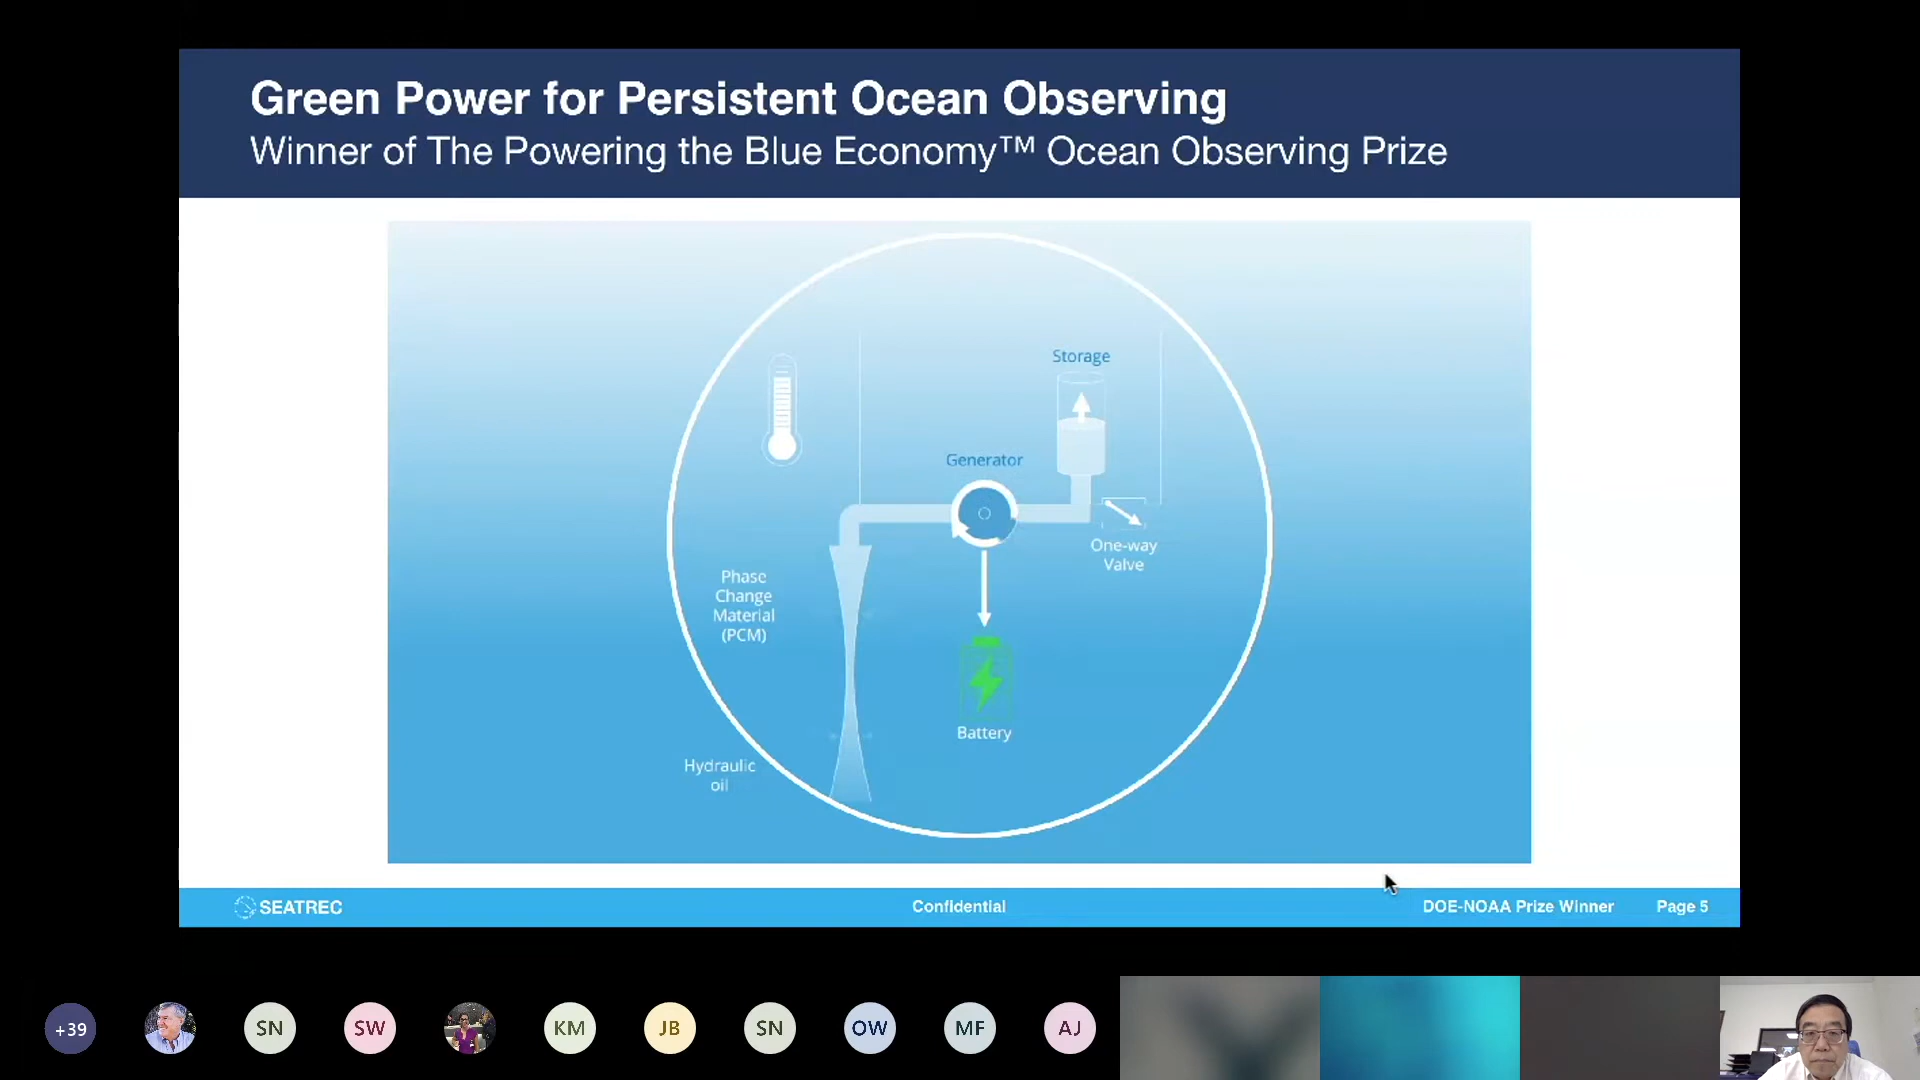 Green Power for Persistent Ocean Observing
Winner of The Powering the Blue Economy™ Ocean Observing Prize
Storage
Generator
One-way
Valve
Phase
Change
Material
(PCM)
Battery
Hydraulic
oil
SEATREC
Confidential
DOE-NOAA Prize Winner
Page 5
+39
SN
SW
KM
JB
SN
OW
MF
AJ